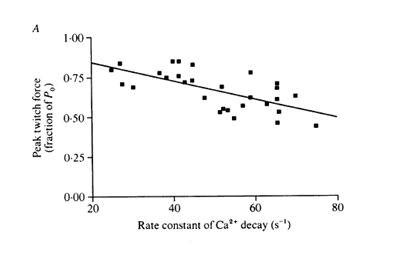 A
1·00
0·75
0·50
0·25
0·00
Peak twitch force
(fraction of P₀)
20 40 60 80
Rate constant of Ca²⁺ decay (s⁻¹)